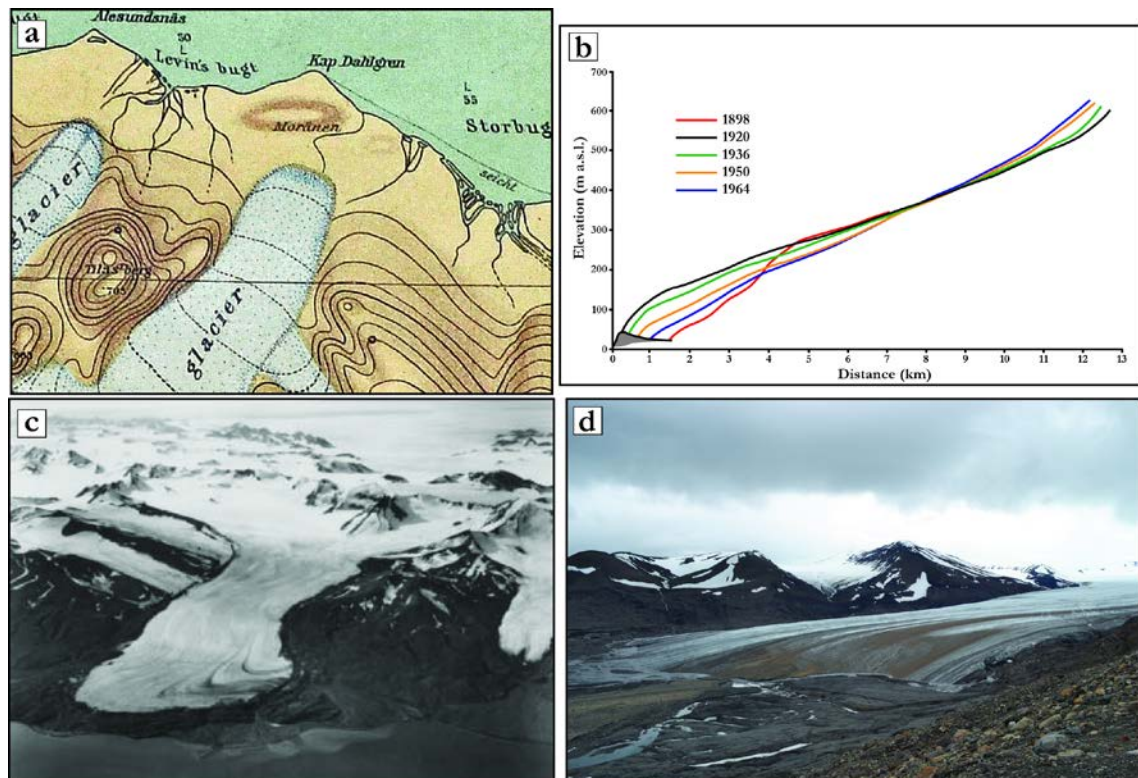 a
Ålesundsnäs
50
L
Levin's bugt
Kap Dahlgren
L
55
Storbug
Moränen
seicht
glacier
705
glacier
b
Elevation (m a.s.l.)
700
600
500
400
300
200
100
0
1898
1920
1936
1950
1964
0 1 2 3 4 5 6 7 8 9 10 11 12 13
Distance (km)
c
d